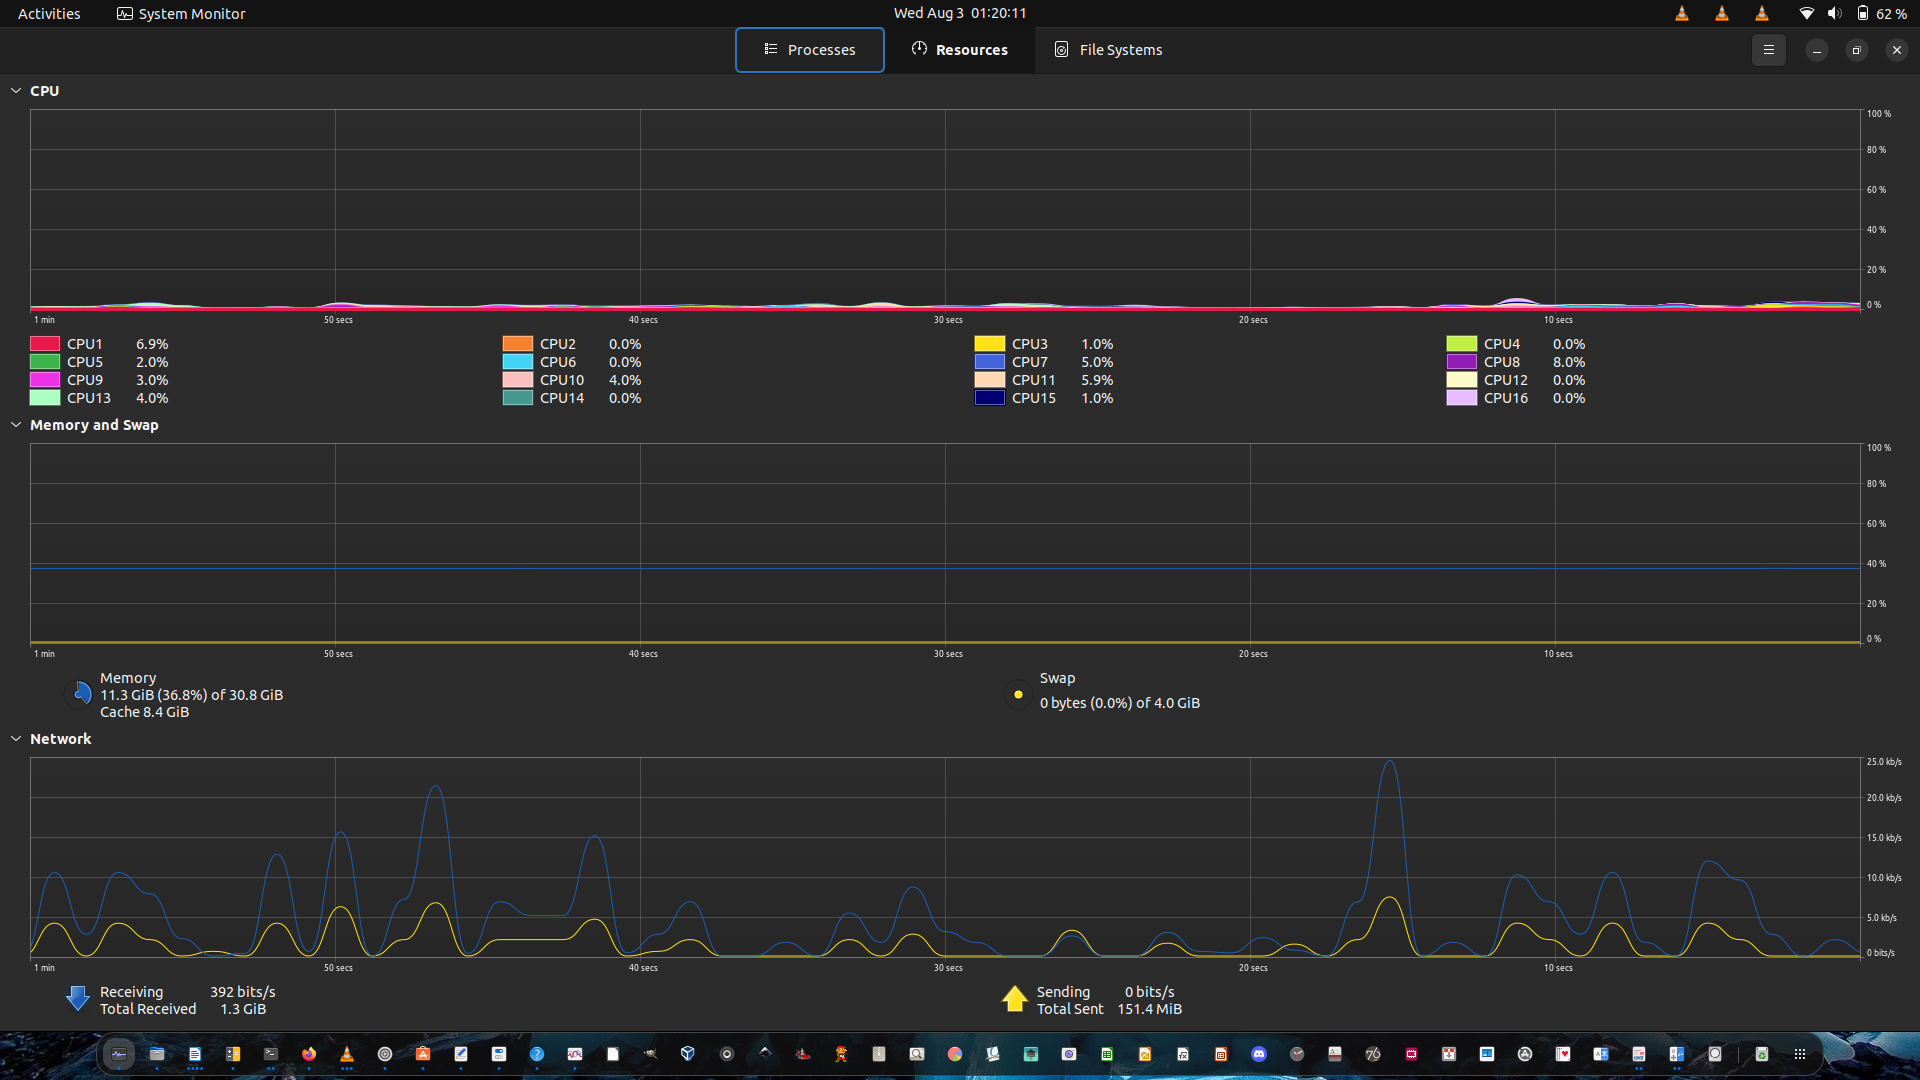 Activities System Monitor Wed Aug 3 01:20:11 62 %
Processes Resources File Systems
CPU
100 %
80 %
60 %
40 %
20 %
0 %
1 min 50 secs 40 secs 30 secs 20 secs 10 secs
CPU1 6.9% CPU2 0.0% CPU3 1.0% CPU4 0.0%
CPU5 2.0% CPU6 0.0% CPU7 5.0% CPU8 8.0%
CPU9 3.0% CPU10 4.0% CPU11 5.9% CPU12 0.0%
CPU13 4.0% CPU14 0.0% CPU15 1.0% CPU16 0.0%
Memory and Swap
100 %
80 %
60 %
40 %
20 %
0 %
1 min 50 secs 40 secs 30 secs 20 secs 10 secs
Memory
11.3 GiB (36.8%) of 30.8 GiB
Cache 8.4 GiB
Swap
0 bytes (0.0%) of 4.0 GiB
Network
25.0 kb/s
20.0 kb/s
15.0 kb/s
10.0 kb/s
5.0 kb/s
0 bits/s
1 min 50 secs 40 secs 30 secs 20 secs 10 secs
Receiving 392 bits/s
Total Received 1.3 GiB
Sending 0 bits/s
Total Sent 151.4 MiB